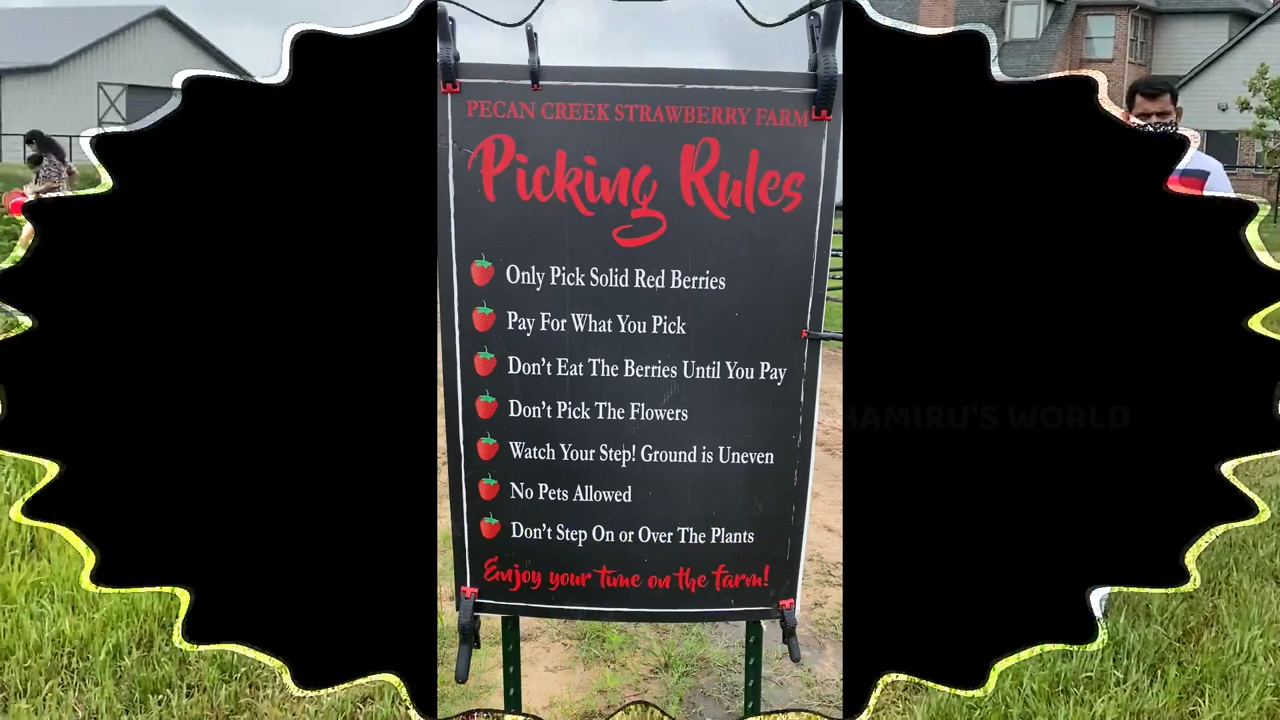 PECAN CREEK STRAWBERRY FARM
Picking Rules
Only Pick Solid Red Berries
Pay For What You Pick
Don't Eat The Berries Until You Pay
Don't Pick The Flowers
Watch Your Step! Ground is Uneven
No Pets Allowed
Don't Step On or Over The Plants
Enjoy your time on the farm!
HAMIRU'S WORLD